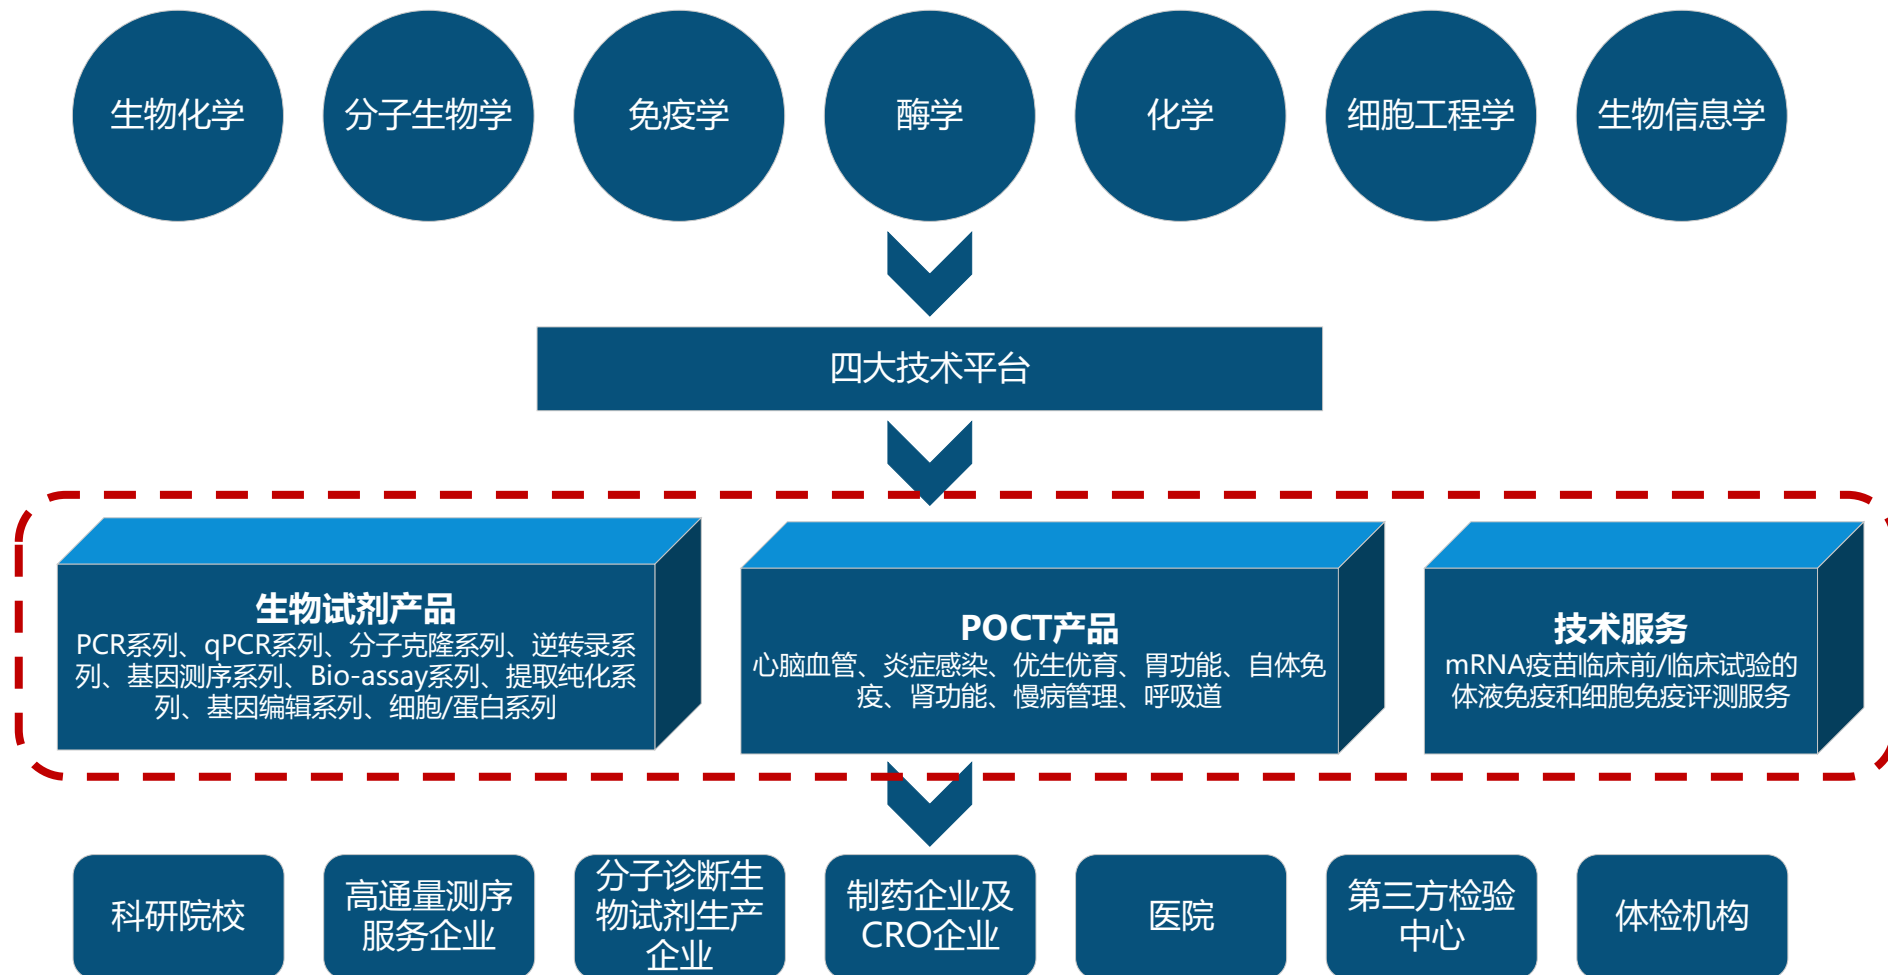 生物化学
分子生物学
免疫学
酶学
化学
细胞工程学
生物信息学
四大技术平台
生物试剂产品
PCR系列、qPCR系列、分子克隆系列、逆转录系
列、基因测序系列、Bio-assay系列、提取纯化系
列、基因编辑系列、细胞/蛋白系列
POCT产品
心脑血管、炎症感染、优生优育、胃功能、自体免
疫、肾功能、慢病管理、呼吸道
技术服务
mRNA疫苗临床前/临床试验的
体液免疫和细胞免疫评测服务
科研院校
高通量测序
服务企业
分子诊断生
物试剂生产
企业
制药企业及
CRO企业
医院
第三方检验
中心
体检机构